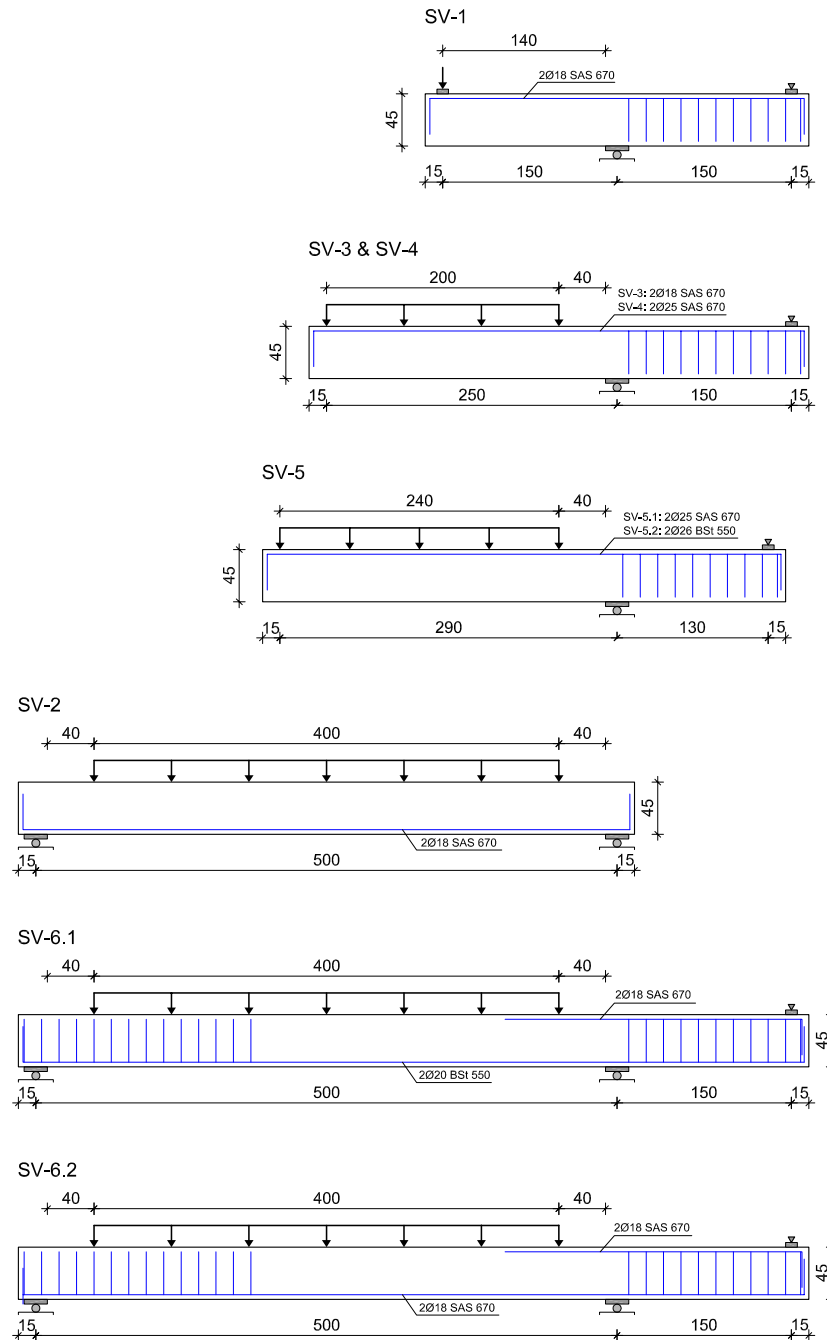 SV-1
140
2Ø18 SAS 670
45
15 150 150 15
SV-3 & SV-4
200 40
SV-3: 2Ø18 SAS 670
SV-4: 2Ø25 SAS 670
45
15 250 150 15
SV-5
240 40
SV-5.1: 2Ø25 SAS 670
SV-5.2: 2Ø26 BSt 550
45
15 290 130 15
SV-2
40 400 40
45
2Ø18 SAS 670
15 500 15
SV-6.1
40 400 40
2Ø18 SAS 670
45
2Ø20 BSt 550
15 500 150 15
SV-6.2
40 400 40
2Ø18 SAS 670
45
2Ø18 SAS 670
15 500 150 15